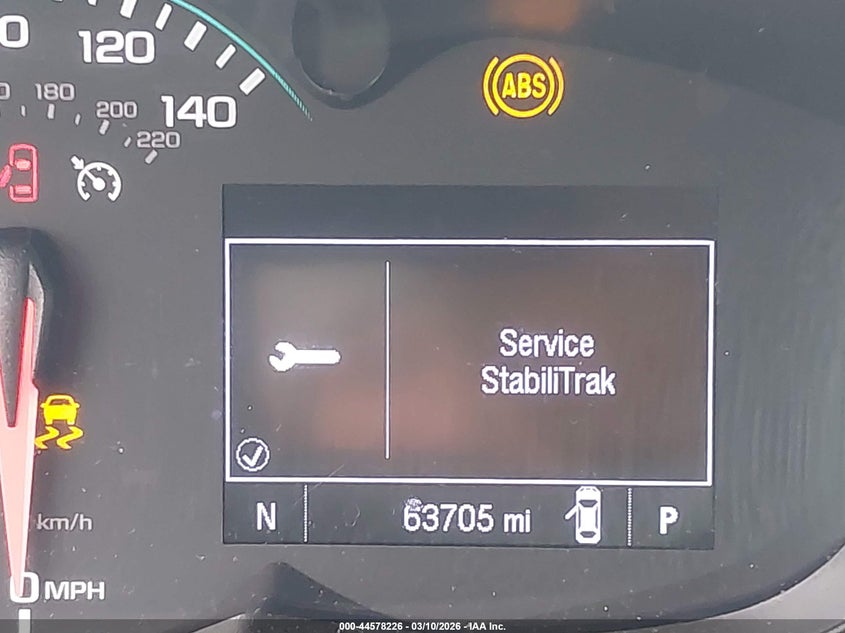 120
140
180
200
220
ABS
Service
StabiliTrak
N
63705 mi
P
km/h
0 MPH
000-44578226 - 03/10/2026 - IAA Inc.